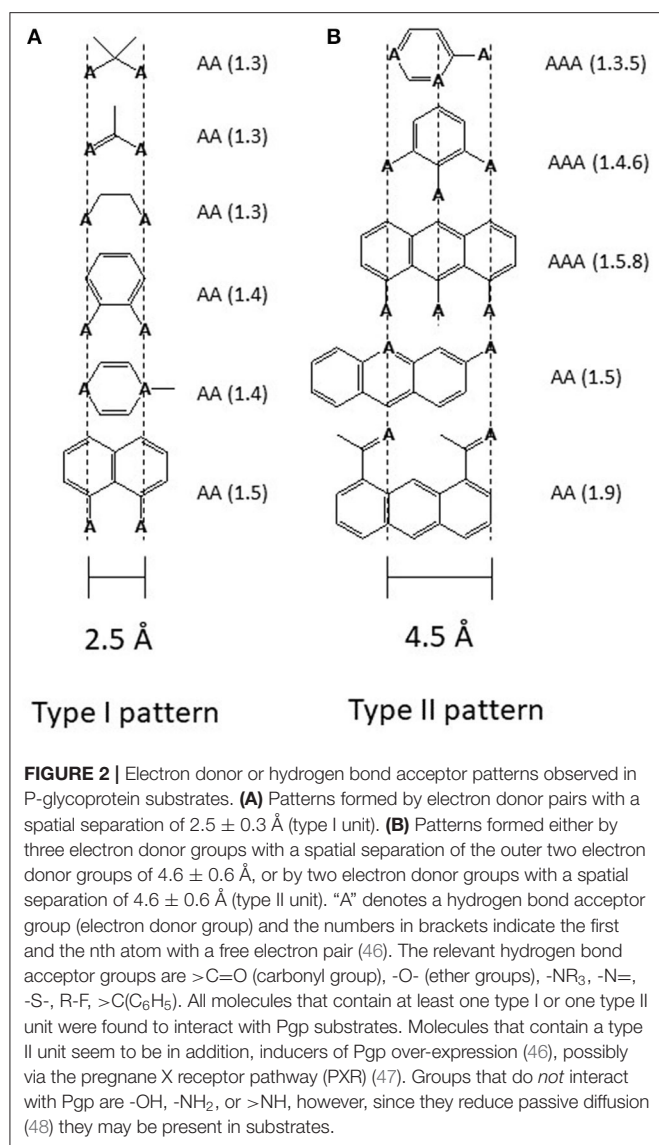 A
B
A A AA (1.3)
A A AA (1.3)
A A AA (1.3)
A A AA (1.4)
A A AA (1.4)
A A AA (1.5)
2.5 Å
Type I pattern
A A A AAA (1.3.5)
A A A AAA (1.4.6)
A A A AAA (1.5.8)
A A AA (1.5)
A A AA (1.9)
4.5 Å
Type II pattern
FIGURE 2 | Electron donor or hydrogen bond acceptor patterns observed in
P-glycoprotein substrates. (A) Patterns formed by electron donor pairs with a
spatial separation of 2.5 ± 0.3 Å (type I unit). (B) Patterns formed either by
three electron donor groups with a spatial separation of the outer two electron
donor groups of 4.6 ± 0.6 Å, or by two electron donor groups with a spatial
separation of 4.6 ± 0.6 Å (type II unit). “A” denotes a hydrogen bond acceptor
group (electron donor group) and the numbers in brackets indicate the first
and the nth atom with a free electron pair (46). The relevant hydrogen bond
acceptor groups are >C=O (carbonyl group), -O- (ether groups), -NR₃, -N=,
-S-, R-F, >C(C₆H₅). All molecules that contain at least one type I or one type II
unit were found to interact with Pgp substrates. Molecules that contain a type
II unit seem to be in addition, inducers of Pgp over-expression (46), possibly
via the pregnane X receptor pathway (PXR) (47). Groups that do not interact
with Pgp are -OH, -NH₂, or >NH, however, since they reduce passive diffusion
(48) they may be present in substrates.